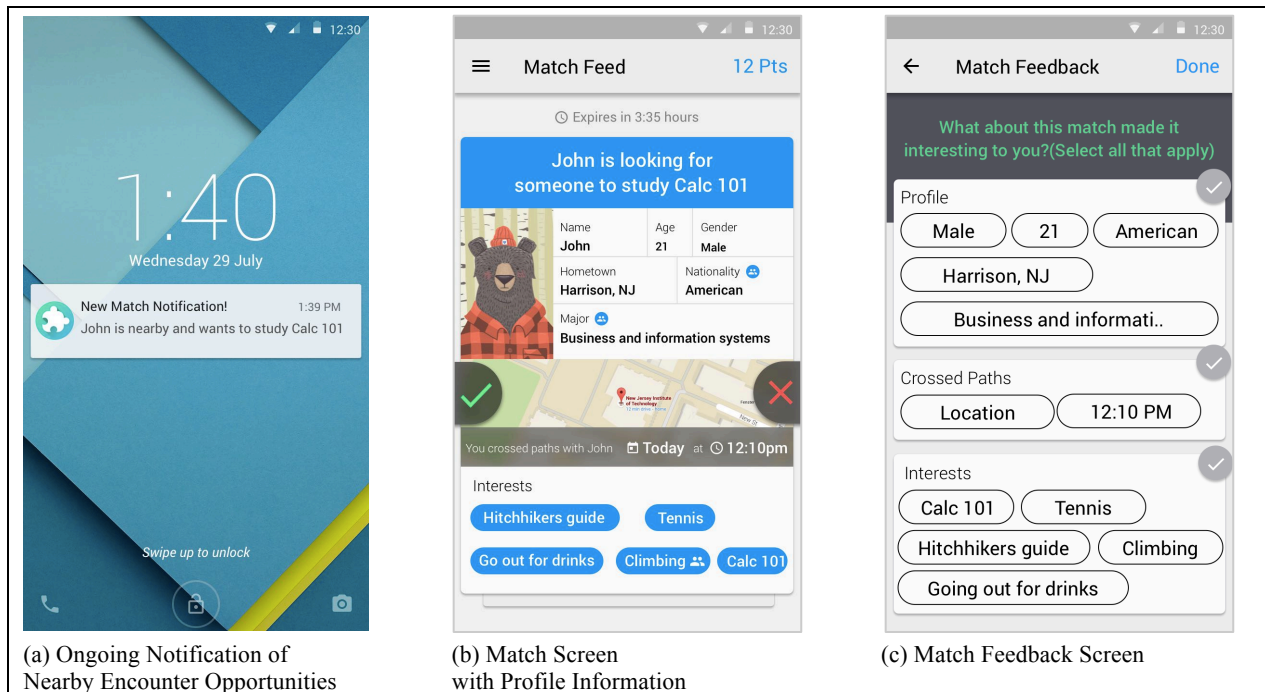 12:30
1:40
Wednesday 29 July
New Match Notification! 1:39 PM
John is nearby and wants to study Calc 101
Swipe up to unlock
(a) Ongoing Notification of
Nearby Encounter Opportunities
12:30
Match Feed 12 Pts
Expires in 3:35 hours
John is looking for
someone to study Calc 101
Name Age Gender
John 21 Male
Hometown Nationality
Harrison, NJ American
Major
Business and information systems
New Jersey Institute
of Technology
New St
You crossed paths with John Today at 12:10pm
Interests
Hitchhikers guide Tennis
Go out for drinks Climbing Calc 101
(b) Match Screen
with Profile Information
12:30
Match Feedback Done
What about this match made it
interesting to you?(Select all that apply)
Profile
Male 21 American
Harrison, NJ
Business and informati..
Crossed Paths
Location 12:10 PM
Interests
Calc 101 Tennis
Hitchhikers guide Climbing
Going out for drinks
(c) Match Feedback Screen